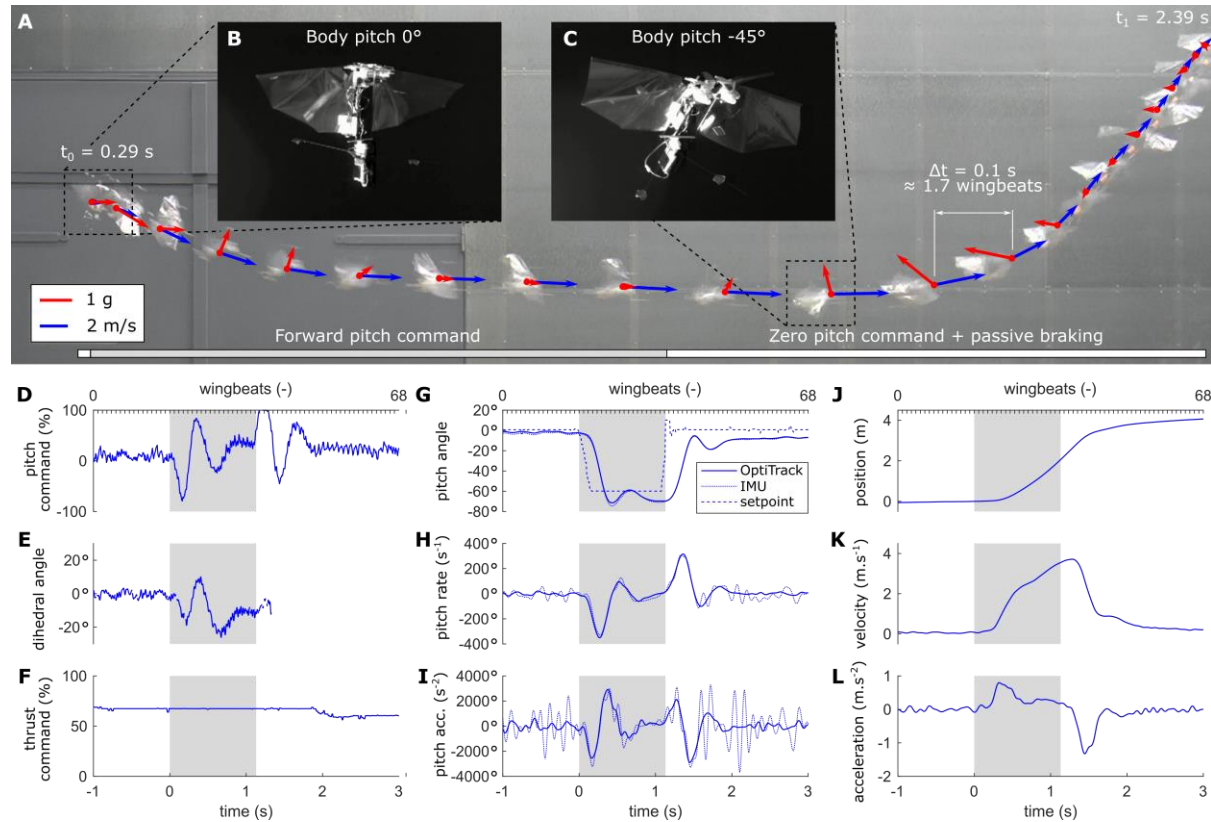 A
B
Body pitch 0°
C
Body pitch -45°
t1 = 2.39 s
t0 = 0.29 s
Δt = 0.1 s
≈ 1.7 wingbeats
1 g
2 m/s
Forward pitch command
Zero pitch command + passive braking
D
0 wingbeats (-) 68
pitch command (%)
100
0
-100
E
dihedral angle
20°
0°
-20°
F
thrust command (%)
100
50
0
-1 0 1 2 3
time (s)
G
0 wingbeats (-) 68
pitch angle
20°
0°
-20°
-40°
-60°
-80°
OptiTrack
IMU
setpoint
H
pitch rate (s-1)
400°
200°
0°
-200°
-400°
I
pitch acc. (s-2)
4000°
2000°
0°
-2000°
-4000°
-1 0 1 2 3
time (s)
J
0 wingbeats (-) 68
position (m)
4
2
0
K
velocity (m.s-1)
4
2
0
L
acceleration (m.s-2)
2
1
0
-1
-2
-1 0 1 2 3
time (s)